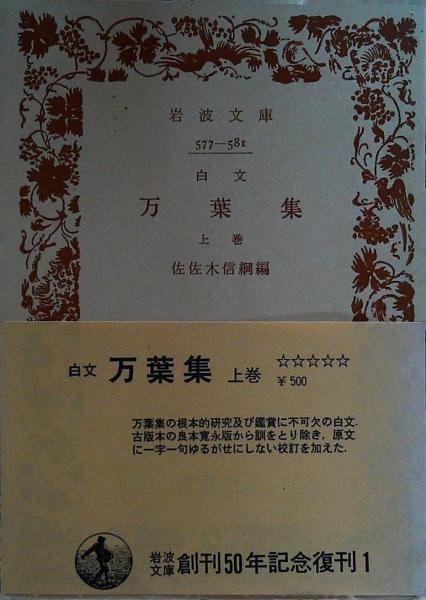 岩波文庫
577—581
白文
万葉集
上巻
佐佐木信綱編
白文 万葉集 上巻 ☆☆☆☆☆
¥500
万葉集の根本的研究及び鑑賞に不可欠の白文.
古版本の良本寛永版から訓をとり除き，原文
に一字一句ゆるがせにしない校訂を加えた.
岩波文庫 創刊50年記念復刊1